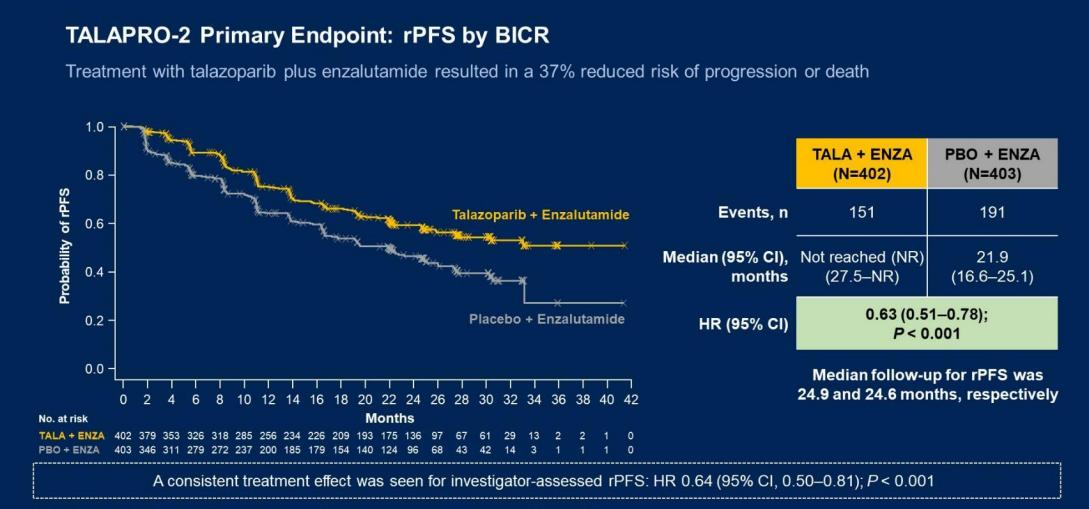 TALAPRO-2 Primary Endpoint: rPFS by BICR
Treatment with talazoparib plus enzalutamide resulted in a 37% reduced risk of progression or death
Probability of rPFS
1.0
0.8
0.6
0.4
0.2
0.0
Talazoparib + Enzalutamide
Placebo + Enzalutamide
0 2 4 6 8 10 12 14 16 18 20 22 24 26 28 30 32 34 36 38 40 42
Months
No. at risk
TALA + ENZA 402 379 353 326 318 285 256 234 226 209 193 175 136 97 67 61 29 13 2 2 1 0
PBO + ENZA 403 346 311 279 272 237 200 185 179 154 140 124 96 68 43 42 14 3 1 1 1 0
TALA + ENZA PBO + ENZA
(N=402) (N=403)
Events, n 151 191
Median (95% CI), Not reached (NR) 21.9
months (27.5–NR) (16.6–25.1)
HR (95% CI) 0.63 (0.51–0.78);
P < 0.001
Median follow-up for rPFS was
24.9 and 24.6 months, respectively
A consistent treatment effect was seen for investigator-assessed rPFS: HR 0.64 (95% CI, 0.50–0.81); P < 0.001